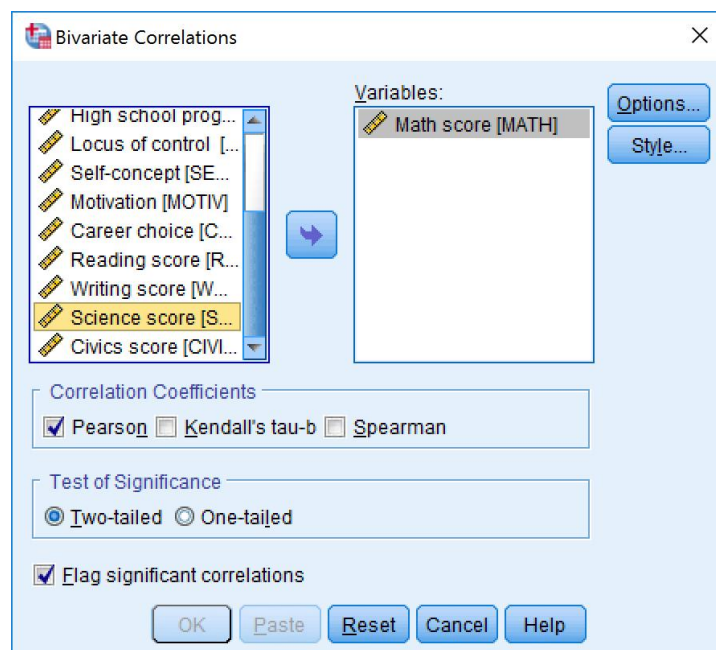 Bivariate Correlations
Variables:
High school prog...
Locus of control [...
Self-concept [SE...
Motivation [MOTIV]
Career choice [C...
Reading score [R...
Writing score [W...
Science score [S...
Civics score [CIVI...
Math score [MATH]
Options...
Style...
Correlation Coefficients
Pearson Kendall's tau-b Spearman
Test of Significance
Two-tailed One-tailed
Flag significant correlations
OK Paste Reset Cancel Help